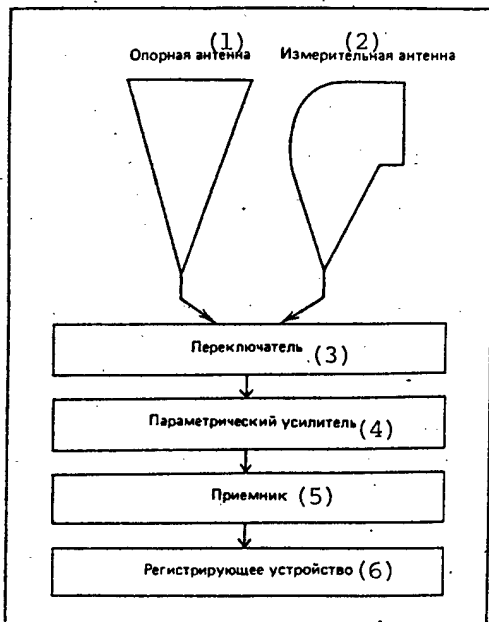 (1) (2)
Опорная антенна Измерительная антенна
Переключатель (3)
Параметрический усилитель (4)
Приемник (5)
Регистрирующее устройство (6)